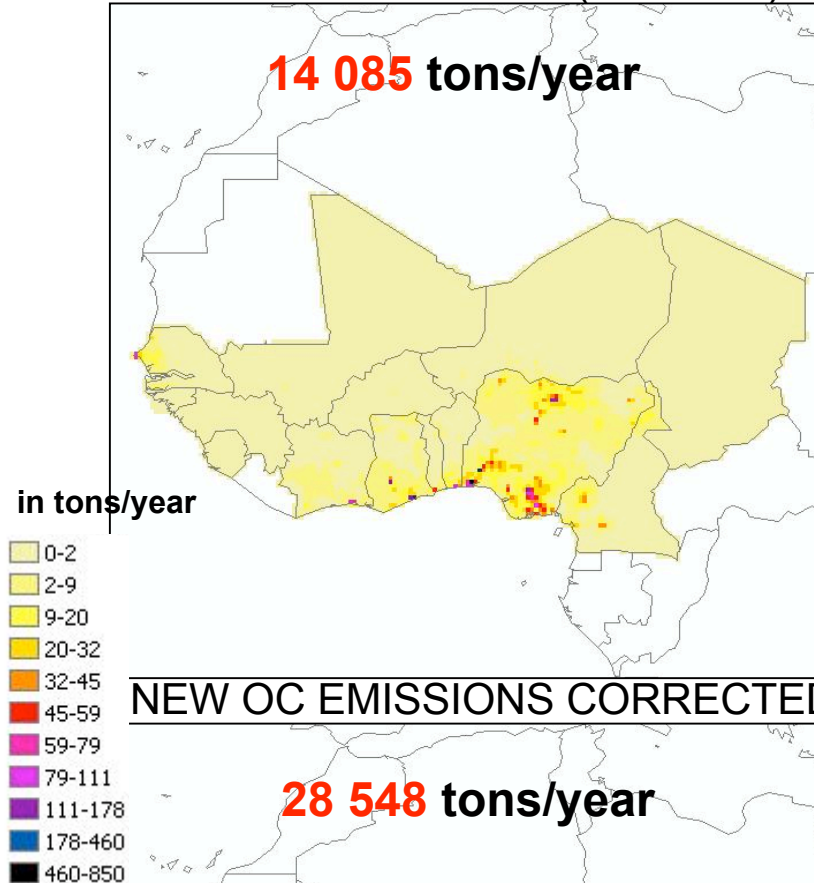 14 085 tons/year
in tons/year
0-2
2-9
9-20
20-32
32-45
45-59
59-79
79-111
111-178
178-460
460-850
NEW OC EMISSIONS CORRECTED
28 548 tons/year